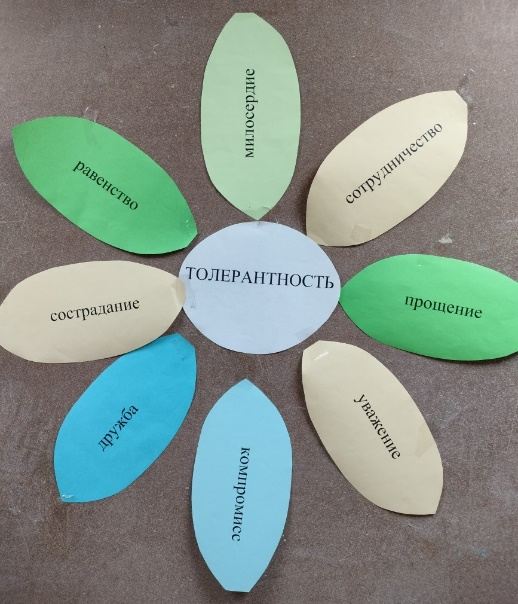 милосердие
сотрудничество
равенство
ТОЛЕРАНТНОСТЬ
прощение
сострадание
уважение
дружба
компромисс